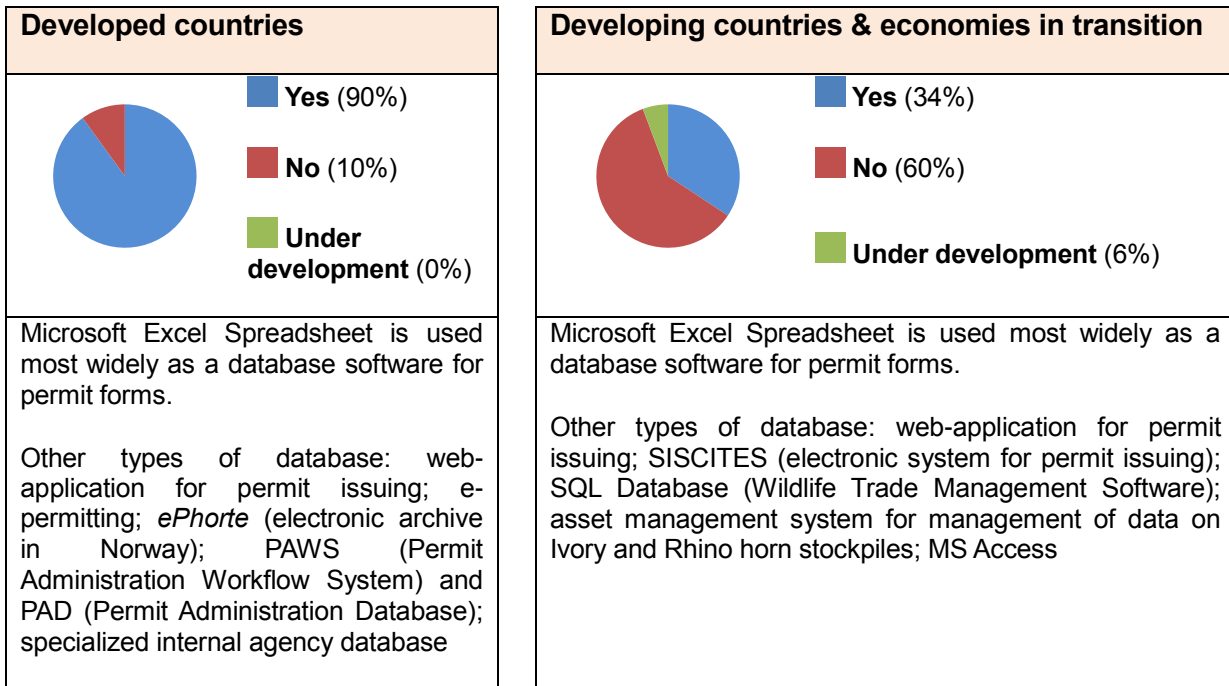 Developed countries
Yes (90%)
No (10%)
Under
development (0%)
Microsoft Excel Spreadsheet is used
most widely as a database software for
permit forms.
Other types of database: web-
application for permit issuing; e-
permitting; ePhorte (electronic archive
in Norway); PAWS (Permit
Administration Workflow System) and
PAD (Permit Administration Database);
specialized internal agency database
Developing countries & economies in transition
Yes (34%)
No (60%)
Under development (6%)
Microsoft Excel Spreadsheet is used most widely as a
database software for permit forms.
Other types of database: web-application for permit
issuing; SISCITES (electronic system for permit issuing);
SQL Database (Wildlife Trade Management Software);
asset management system for management of data on
Ivory and Rhino horn stockpiles; MS Access